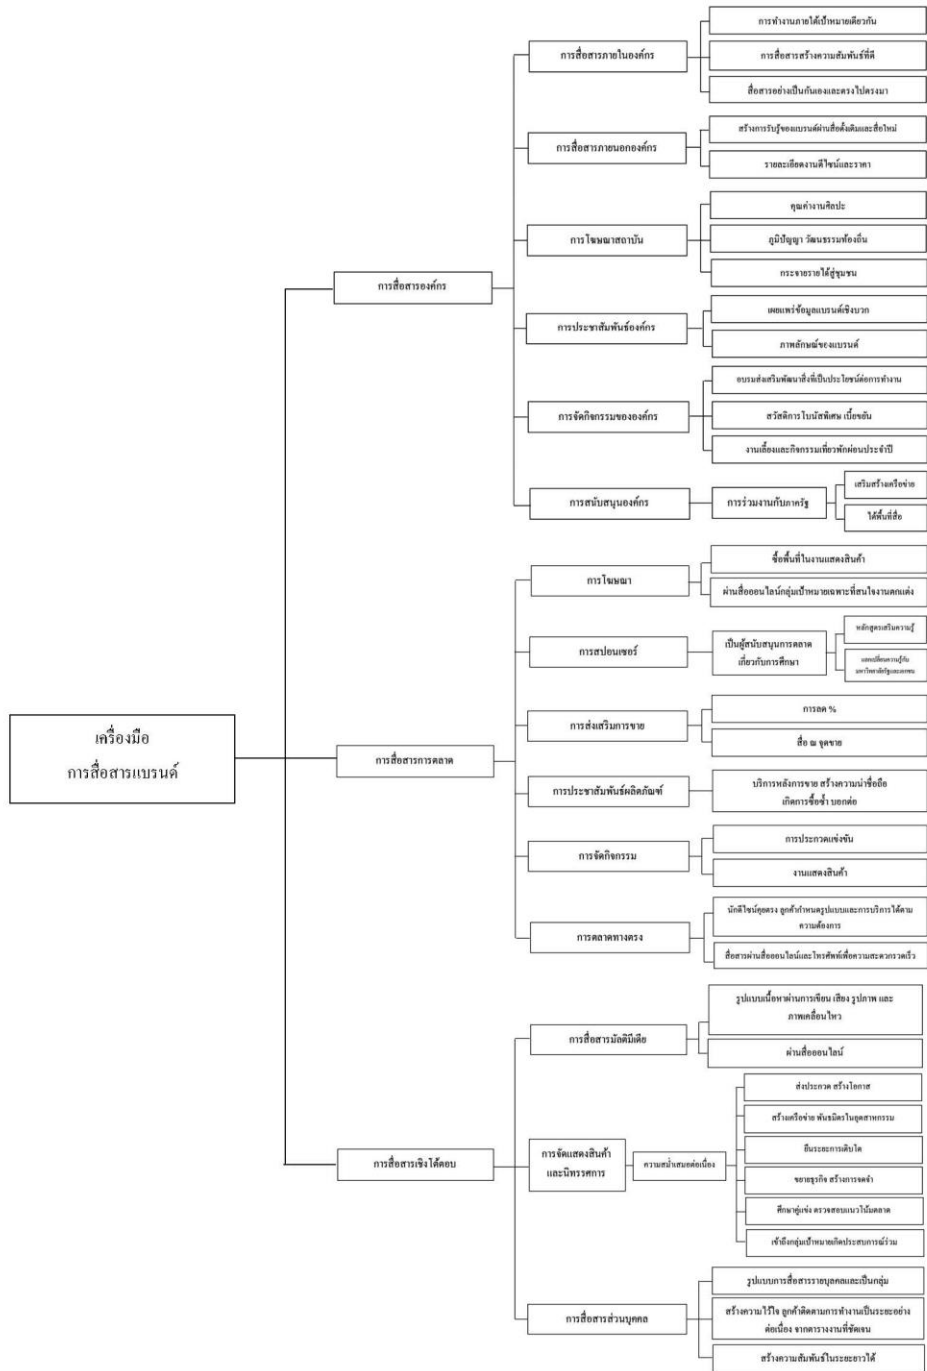 เครื่องมือ
การสื่อสารแบรนด์
การสื่อสารองค์กร
การสื่อสารภายในองค์กร
การทำงานภายใต้เป้าหมายเดียวกัน
การสื่อสารสร้างความสัมพันธ์ที่ดี
สื่อสารอย่างเป็นกันเองและตรงไปตรงมา
การสื่อสารภายนอกองค์กร
สร้างการรับรู้ของแบรนด์ผ่านสื่อดั้งเดิมและสื่อใหม่
รายละเอียดงานดีไซน์และราคา
การโฆษณาสถาบัน
คุณค่างานศิลปะ
ภูมิปัญญา วัฒนธรรมท้องถิ่น
กระจายรายได้สู่ชุมชน
การประชาสัมพันธ์องค์กร
เผยแพร่ข้อมูลแบรนด์เชิงบวก
ภาพลักษณ์ของแบรนด์
การจัดกิจกรรมขององค์กร
อบรมส่งเสริมพัฒนาสิ่งที่เป็นประโยชน์ต่อการทำงาน
สวัสดิการโบนัสพิเศษ เบี้ยขยัน
งานเลี้ยงและกิจกรรมเที่ยวพักผ่อนประจำปี
การสนับสนุนองค์กร
การร่วมงานกับภาครัฐ
เสริมสร้างเครือข่าย
ได้พื้นที่สื่อ
การสื่อสารการตลาด
การโฆษณา
ซื้อพื้นที่ในงานแสดงสินค้า
ผ่านสื่อออนไลน์กลุ่มเป้าหมายเฉพาะที่สนใจงานตกแต่ง
การสปอนเซอร์
เป็นผู้สนับสนุนการตลาด
เกี่ยวกับการศึกษา
หลักสูตรเสริมความรู้
แลกเปลี่ยนความรู้กับ
มหาวิทาลัยรัฐและเอกชน
การส่งเสริมการขาย
การลด %
สื่อ ณ จุดขาย
การประชาสัมพันธ์ผลิตภัณฑ์
บริการหลังการขาย สร้างความน่าซื่อถือ
เกิดการซื้อซ้ำ บอกต่อ
การจัดกิจกรรม
การประกวดแข่งขัน
งานแสดงสินค้า
การตลาดทางตรง
นักดีไซน์คุยตรง ลูกค้ากำหนดรูปแบบและการบริการได้ตาม
ความต้องการ
สื่อสารผ่านสื่อออนไลน์และโทรศัพท์เพื่อความสะดวกรวดเร็ว
การสื่อสารเชิงโต้ตอบ
การสื่อสารมัลติมีเดีย
รูปแบบเนื้อหาผ่านการเขียน เสียง รูปภาพ และ
ภาพเคลื่อนไหว
ผ่านสื่อออนไลน์
การจัดแสดงสินค้า
และนิทรรศการ
ความสม่ำเสมอต่อเนื่อง
ส่งประกวด สร้างโอกาส
สร้างเครือข่าย พันธมิตรในอุตสาหกรรม
ยืนระยะการเติบโต
ขยายธุรกิจ สร้างการจดจำ
ศึกษาคู่แข่ง ตรวจสอบแนวโน้มตลาด
เข้าถึงกลุ่มเป้าหมายเกิดประสบการณ์ร่วม
การสื่อสารส่วนบุคคล
รูปแบบการสื่อสารรายบุลคลและเป็นกลุ่ม
สร้างความไว้ใจ ลูกค้าติดตามการทำงานเป็นระยะอย่าง
ต่อเนื่อง จากตารางงานที่ชัดเจน
สร้างความสัมพันธ์ในระยะยาวได้